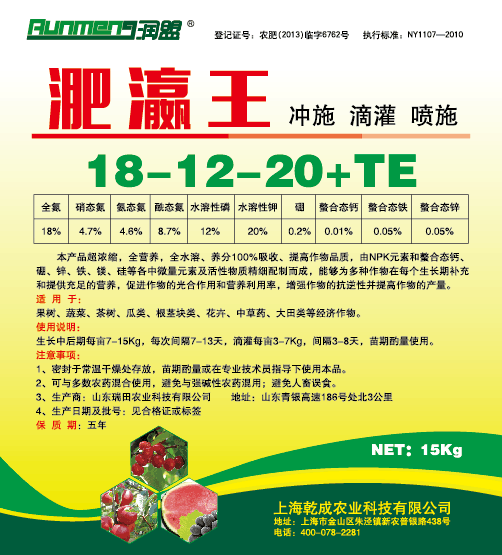 Runmeng润盟®
登记证号：农肥(2013)临字6762号 执行标准：NY1107—2010
淝瀛王 冲施 滴灌 喷施
18-12-20+TE
全氮 硝态氮 氨态氮 酰态氮 水溶性磷 水溶性钾 硼 螯合态钙 螯合态铁 螯合态锌
18% 4.7% 4.6% 8.7% 12% 20% 0.2% 0.01% 0.05% 0.05%
本产品超浓缩，全营养，全水溶、养分100%吸收、提高作物品质，由NPK元素和螯合态钙、
硼、锌、铁、镁、硅等各中微量元素及活性物质精细配制而成，能够为多种作物在每个生长期补充
和提供充足的营养，促进作物的光合作用和营养利用率，增强作物的抗逆性并提高作物的产量。
适 用 于：
果树、蔬菜、茶树、瓜类、根茎块类、花卉、中草药、大田类等经济作物。
使用说明：
生长中后期每亩7-15Kg，每次间隔7-13天，滴灌每亩3-7Kg，间隔3-8天，苗期酌量使用。
注意事项：
1、密封于常温干燥处存放，苗期酌量或在专业技术员指导下使用本品。
2、可与多数农药混合使用，避免与强碱性农药混用；避免人畜误食。
3、生产商：山东瑞田农业科技有限公司 地址：山东青银高速186号处北3公里
4、生产日期及批号：见合格证或标签
保 质 期：五年
NET：15Kg
上海乾成农业科技有限公司
地址：上海市金山区朱泾镇新农普银路438号
电话：400-078-2281